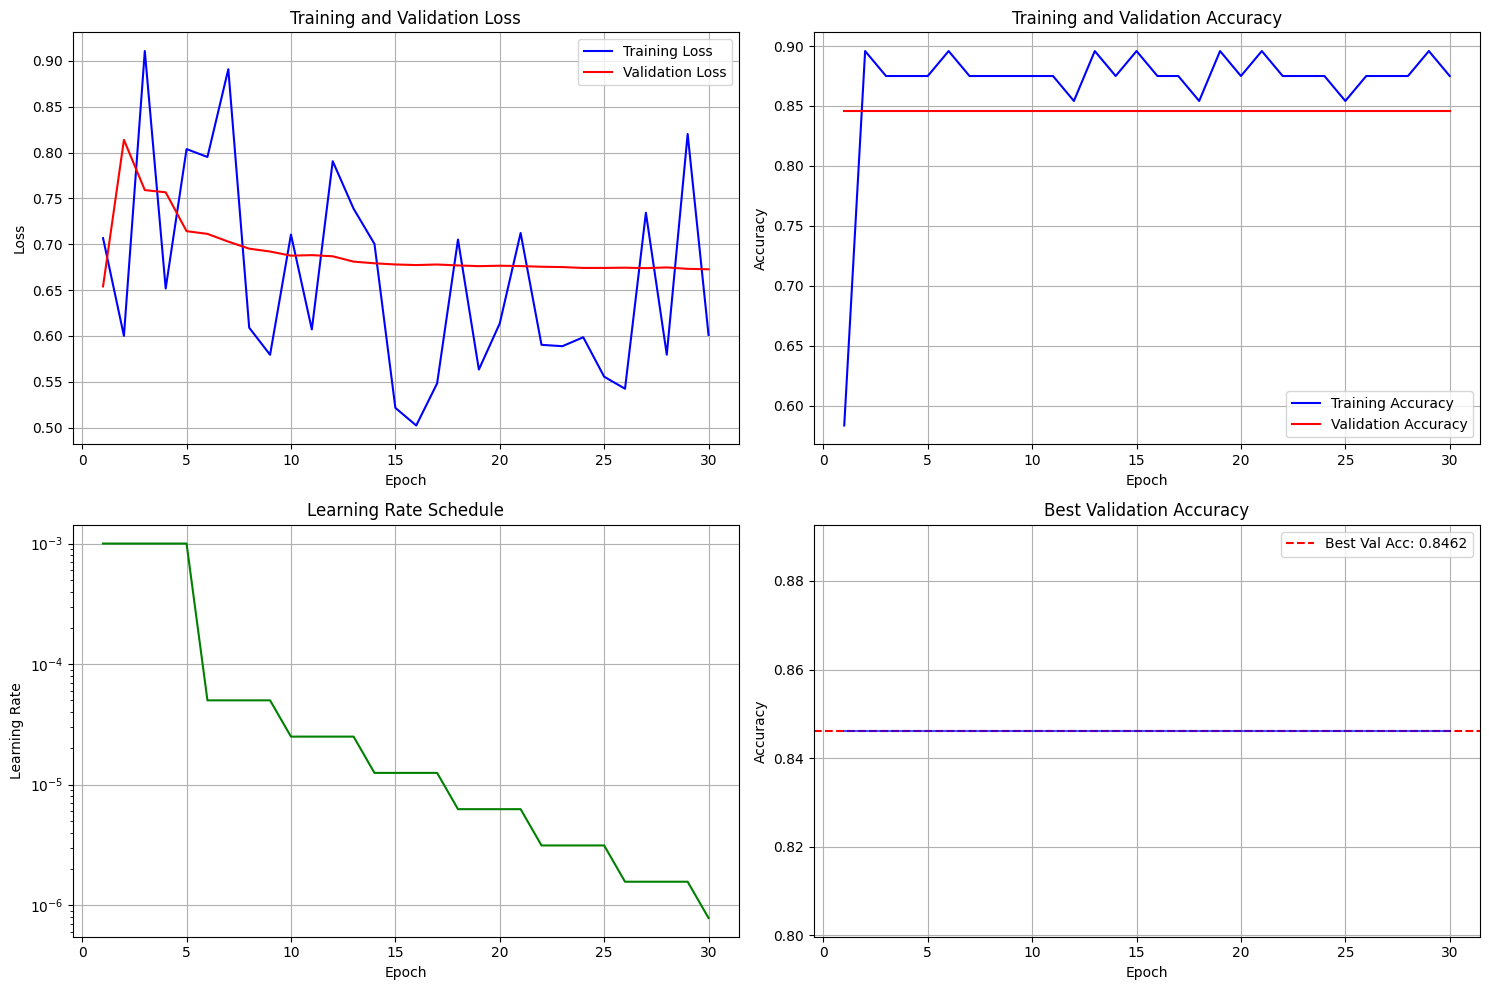 Training and Validation Loss
Loss
0.90
0.85
0.80
0.75
0.70
0.65
0.60
0.55
0.50
Training Loss
Validation Loss
0 5 10 15 20 25 30
Epoch
Training and Validation Accuracy
Accuracy
0.90
0.85
0.80
0.75
0.70
0.65
0.60
Training Accuracy
Validation Accuracy
0 5 10 15 20 25 30
Epoch
Learning Rate Schedule
Learning Rate
10⁻³
10⁻⁴
10⁻⁵
10⁻⁶
0 5 10 15 20 25 30
Epoch
Best Validation Accuracy
Accuracy
Best Val Acc: 0.8462
0.88
0.86
0.84
0.82
0.80
0 5 10 15 20 25 30
Epoch